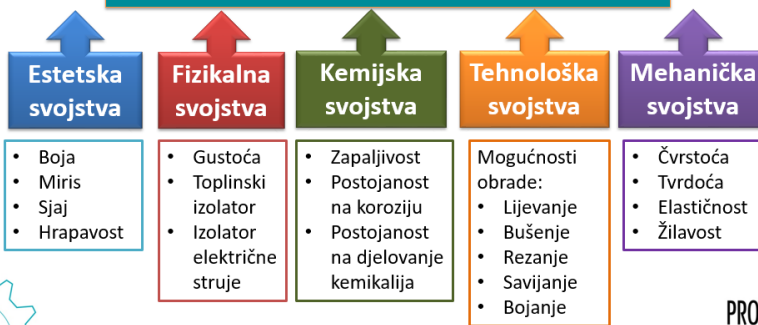 Estetska
svojstva
• Boja
• Miris
• Sjaj
• Hrapavost
Fizikalna
svojstva
• Gustoća
• Toplinski
izolator
• Izolator
električne
struje
Kemijska
svojstva
• Zapaljivost
• Postojanost
na koroziju
• Postojanost
na djelovanje
kemikalija
Tehnološka
svojstva
Mogućnosti
obrade:
• Lijevanje
• Bušenje
• Rezanje
• Savijanje
• Bojanje
Mehanička
svojstva
• Čvrstoća
• Tvrdoća
• Elastičnost
• Žilavost
PRO